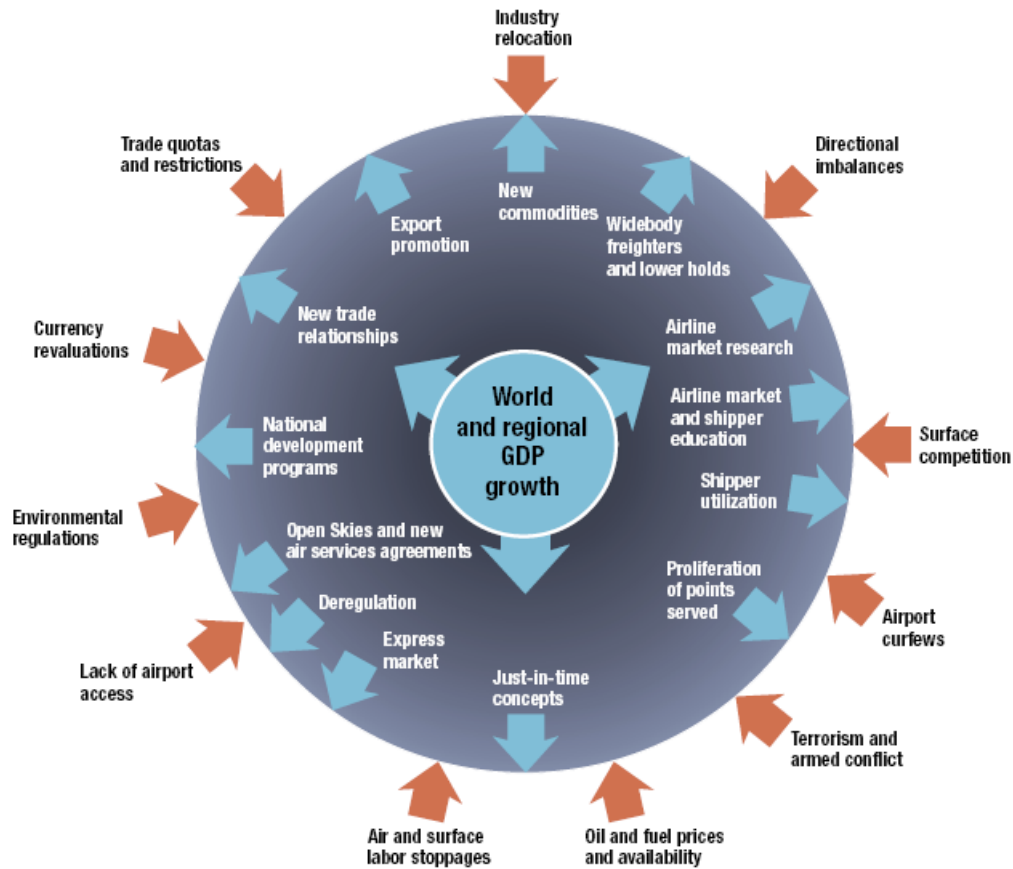 Industry
relocation
Trade quotas
and restrictions
Directional
imbalances
New
commodities
Export
promotion
Widebody
freighters
and lower holds
New trade
relationships
Currency
revaluations
Airline
market research
World
and regional
GDP
growth
Airline market
and shipper
education
National
development
programs
Surface
competition
Shipper
utilization
Environmental
regulations
Open Skies and new
air services agreements
Proliferation
of points
served
Deregulation
Airport
curfews
Express
market
Lack of airport
access
Just-in-time
concepts
Terrorism and
armed conflict
Air and surface
labor stoppages
Oil and fuel prices
and availability